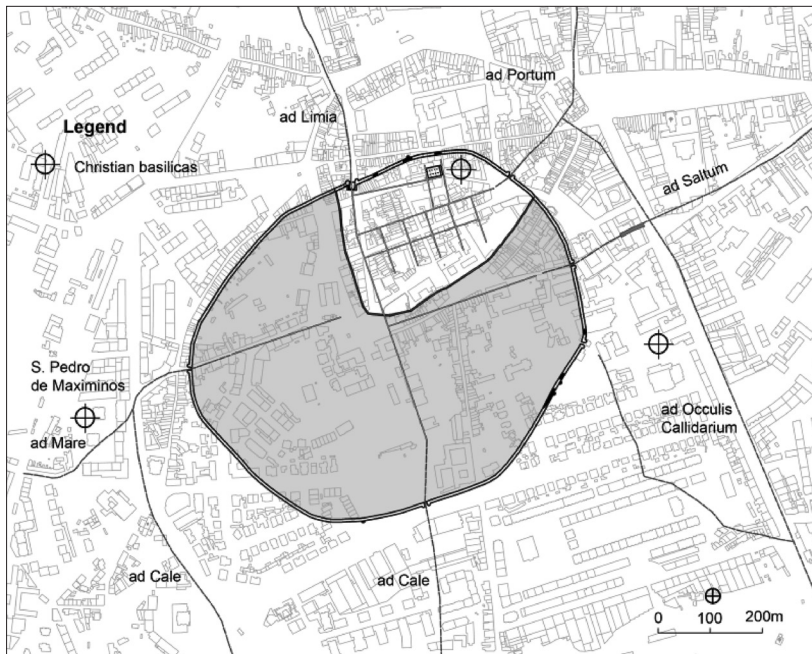 ad Portum
ad Limia
Legend
Christian basilicas
ad Saltum
S. Pedro
de Maximinos
ad Mare
ad Occulis
Callidarium
ad Cale
ad Cale
0 100 200m